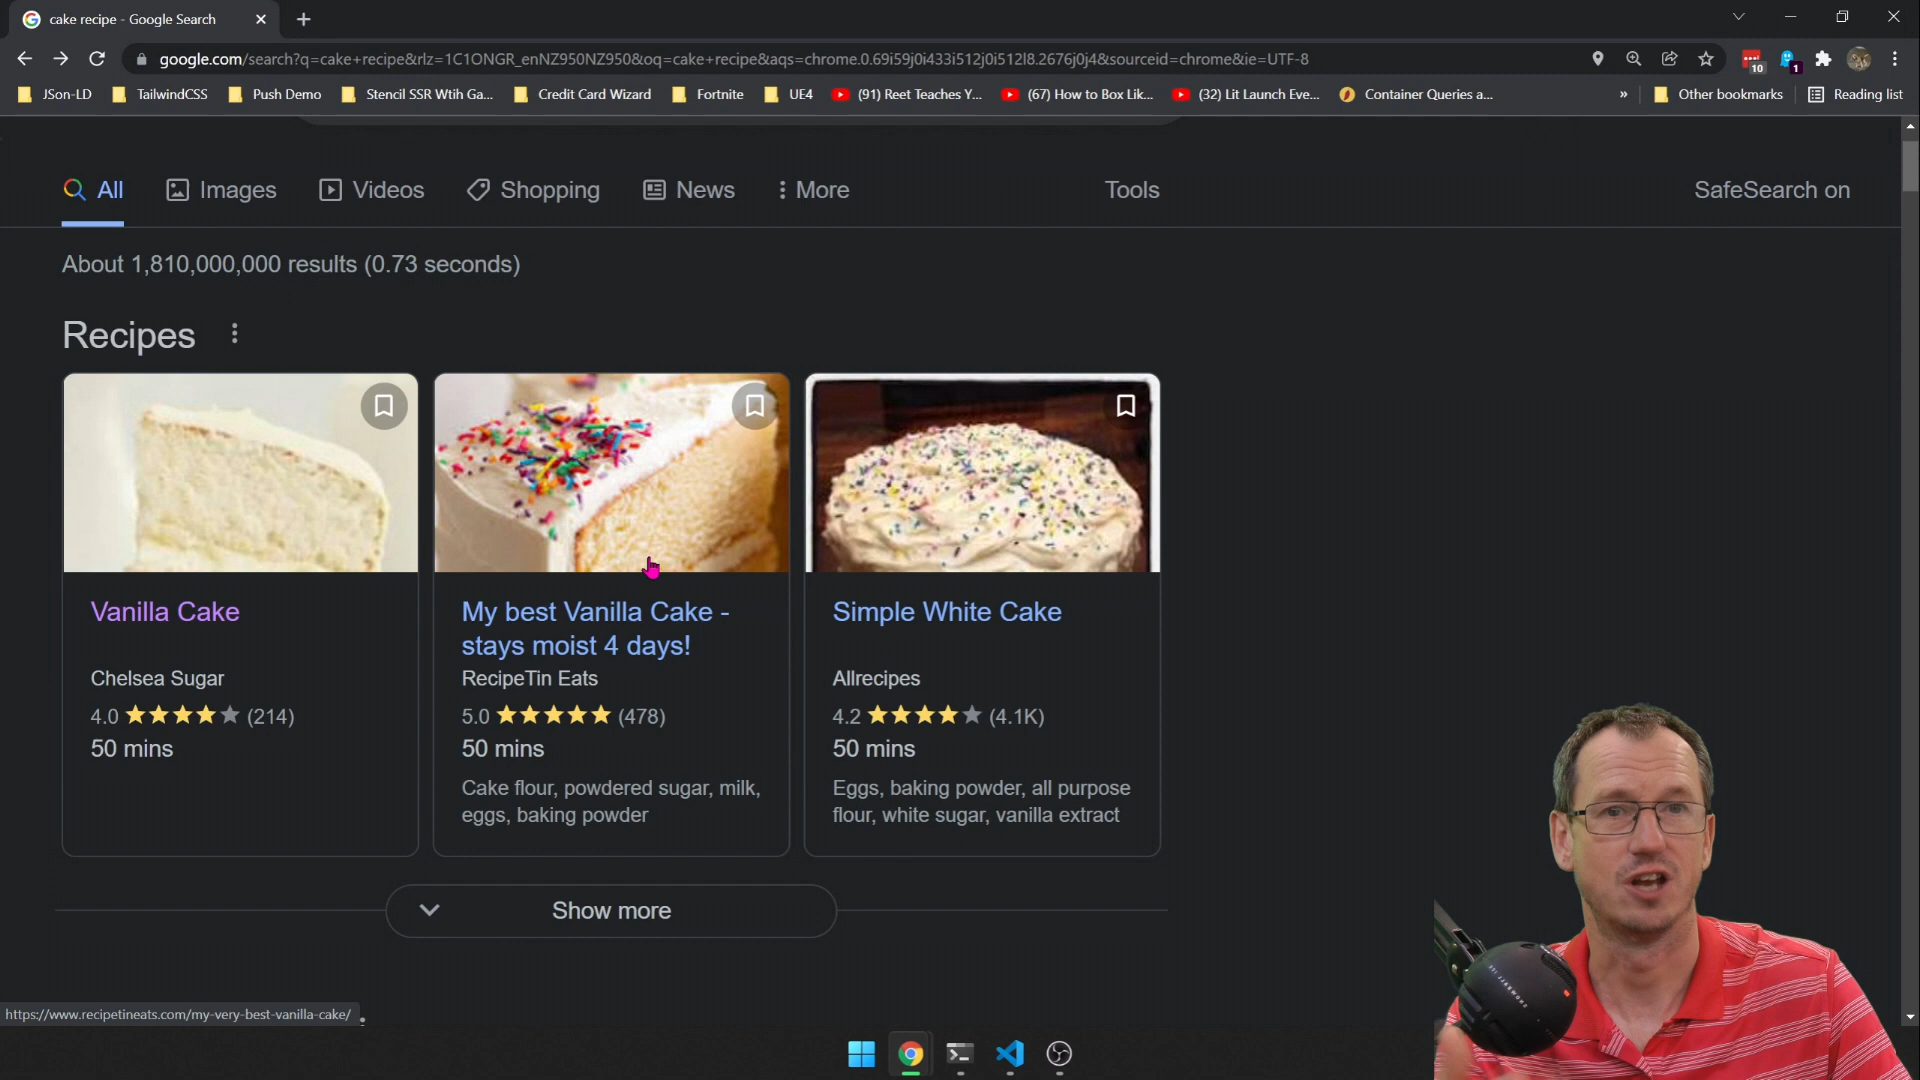 cake recipe - Google Search
google.com/search?q=cake+recipe&rlz=1C1ONGR_enNZ950NZ950&oq=cake+recipe&aqs=chrome.0.69i59j0i433i512j0i512l8.2676j0j4&sourceid=chrome&ie=UTF-8
10
1
JSon-LD
TailwindCSS
Push Demo
Stencil SSR Wtih Ga...
Credit Card Wizard
Fortnite
UE4
(91) Reet Teaches Y...
(67) How to Box Lik...
(32) Lit Launch Eve...
Container Queries a...
»
Other bookmarks
Reading list
All
Images
Videos
Shopping
News
More
Tools
SafeSearch on
About 1,810,000,000 results (0.73 seconds)
Recipes
Vanilla Cake
Chelsea Sugar
4.0
(214)
50 mins
My best Vanilla Cake -
stays moist 4 days!
RecipeTin Eats
5.0
(478)
50 mins
Cake flour, powdered sugar, milk,
eggs, baking powder
Simple White Cake
Allrecipes
4.2
(4.1K)
50 mins
Eggs, baking powder, all purpose
flour, white sugar, vanilla extract
Show more
https://www.recipetineats.com/my-very-best-vanilla-cake/